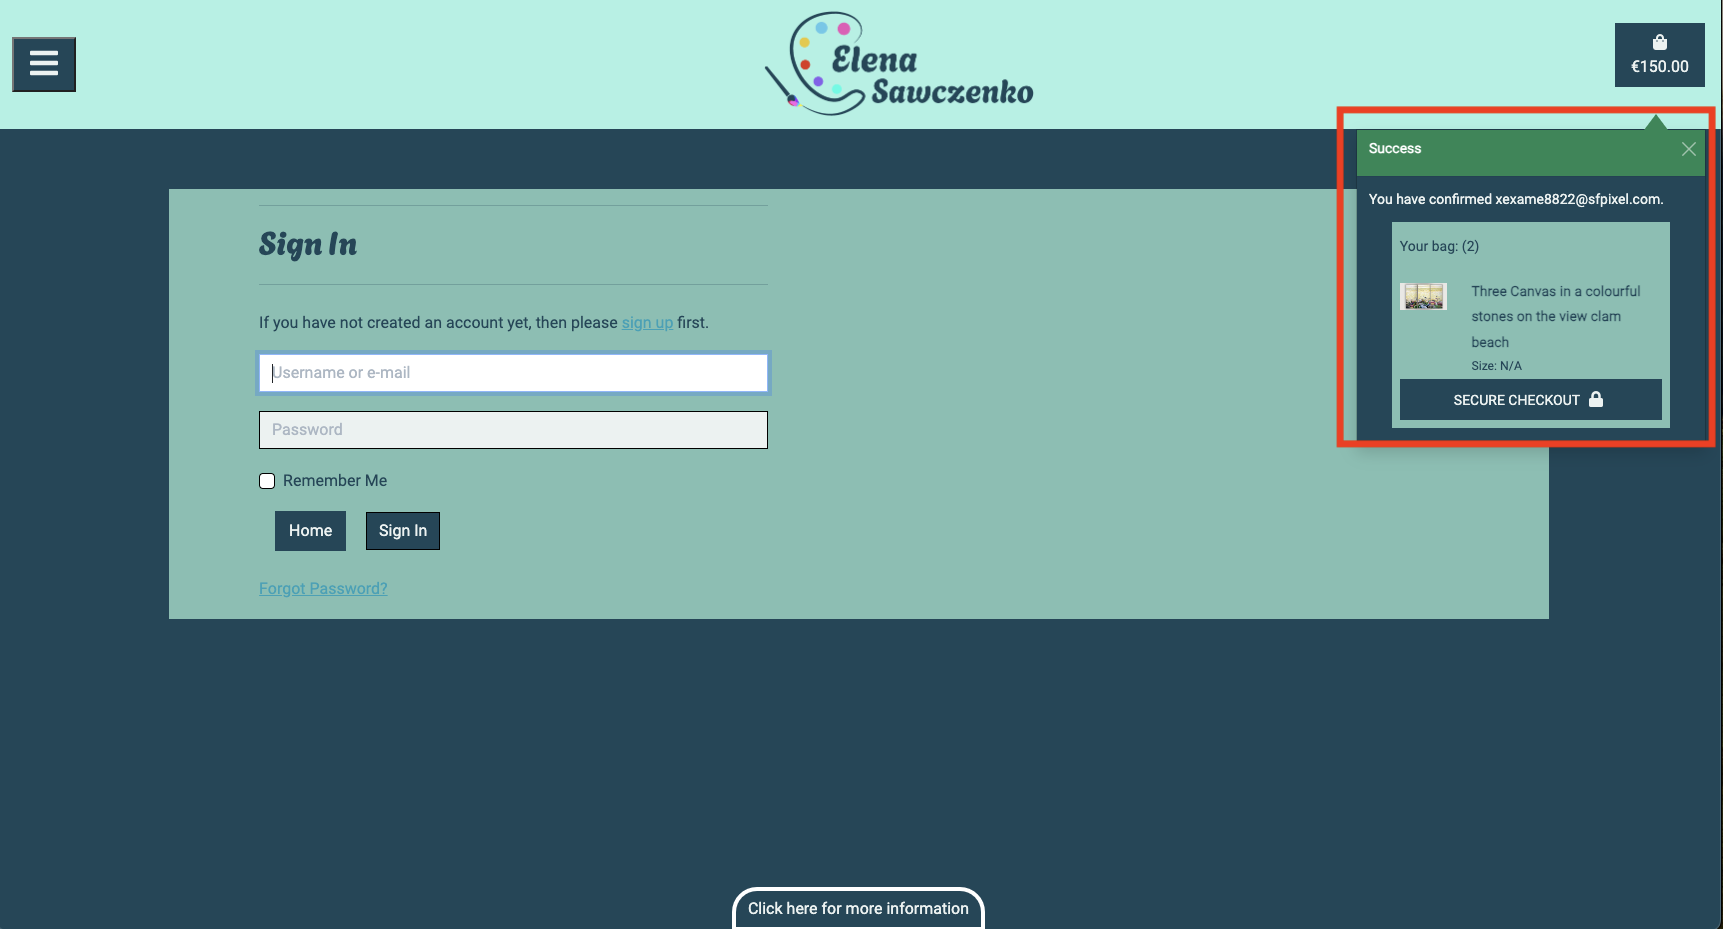 Elena
Sawczenko
€150.00
Success
You have confirmed xexame8822@sfpixel.com.
Your bag: (2)
Three Canvas in a colourful
stones on the view clam
beach
Size: N/A
SECURE CHECKOUT
Sign In
If you have not created an account yet, then please sign up first.
Username or e-mail
Password
Remember Me
Home
Sign In
Forgot Password?
Click here for more information